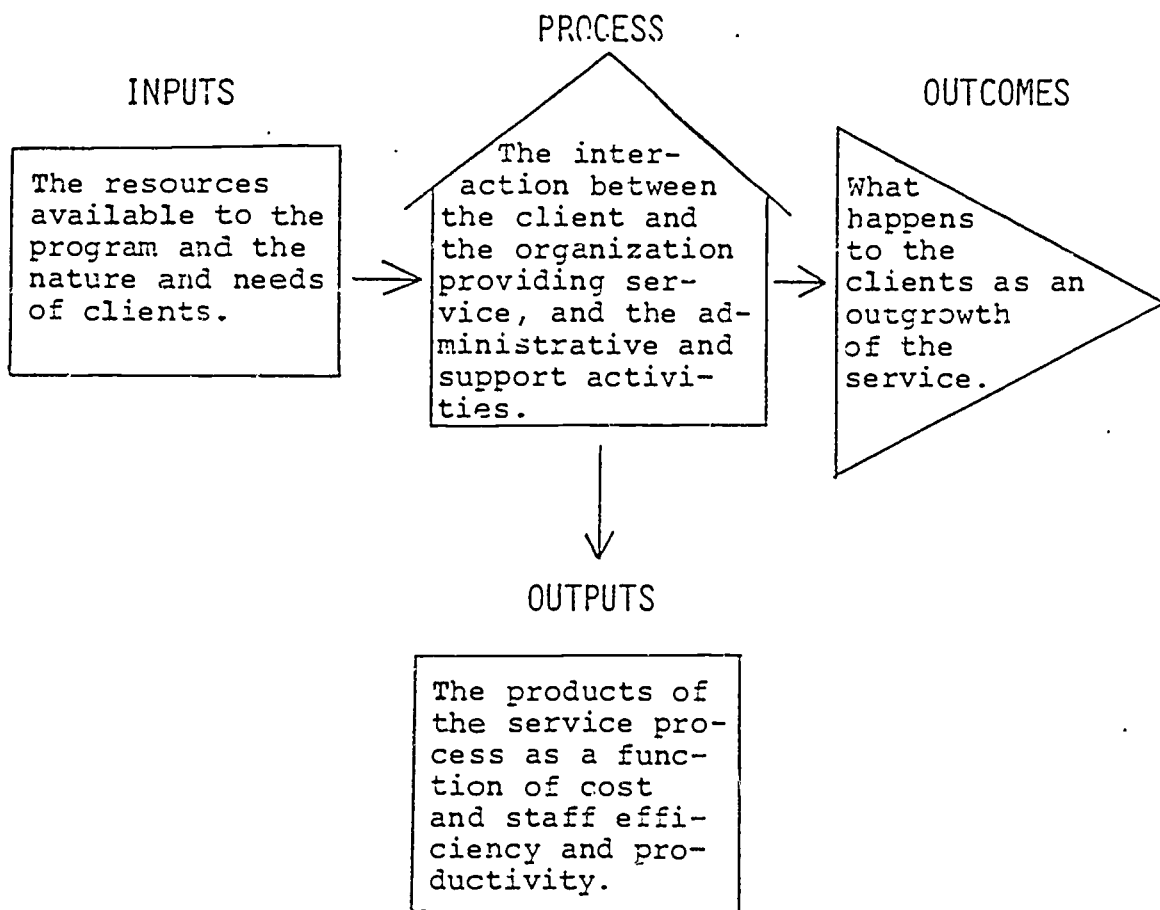 PROCESS
INPUTS
OUTCOMES
The resources
available to the
program and the
nature and needs
of clients.
The inter-
action between
the client and
the organization
providing ser-
vice, and the ad-
ministrative and
support activi-
ties.
What
happens
to the
clients as an
outgrowth
of the
service.
OUTPUTS
The products of
the service pro-
cess as a func-
tion of cost
and staff effi-
ciency and pro-
ductivity.